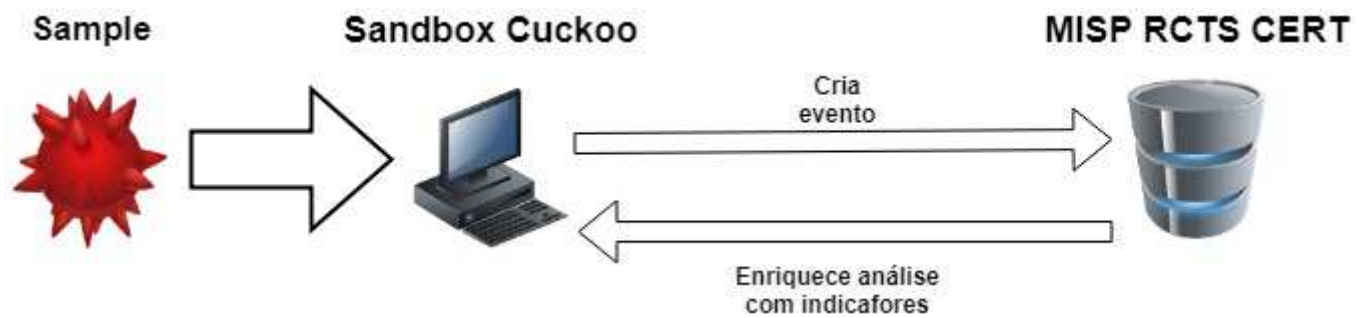 Sample
Sandbox Cuckoo
MISP RCTS CERT
Cria
evento
Enriquece análise
com indicafores